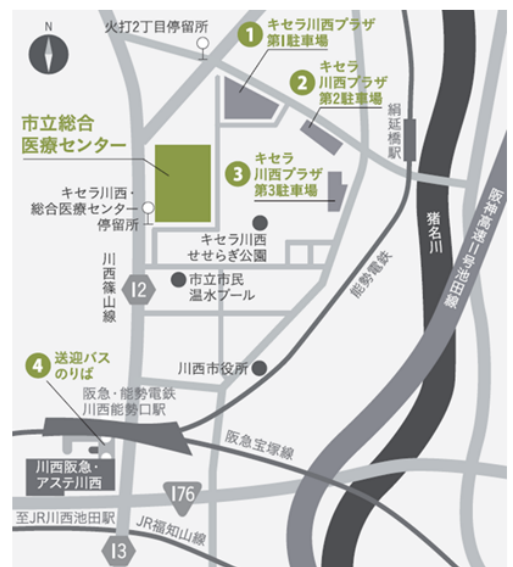 N
火打2丁目停留所
1 キセラ川西プラザ
第1駐車場
2 キセラ
川西プラザ
第2駐車場
市立総合
医療センター
絹延橋駅
3 キセラ
川西プラザ
第3駐車場
キセラ川西・
総合医療センター
停留所
キセラ川西
せせらぎ公園
猪名川
阪神高速11号池田線
能勢電鉄
川西篠山線
12
市立市民
温水プール
4 送迎バス
のりば
川西市役所
阪急・能勢電鉄
川西能勢口駅
阪急宝塚線
川西阪急・
アステ川西
176
至JR川西池田駅
JR福知山線
13